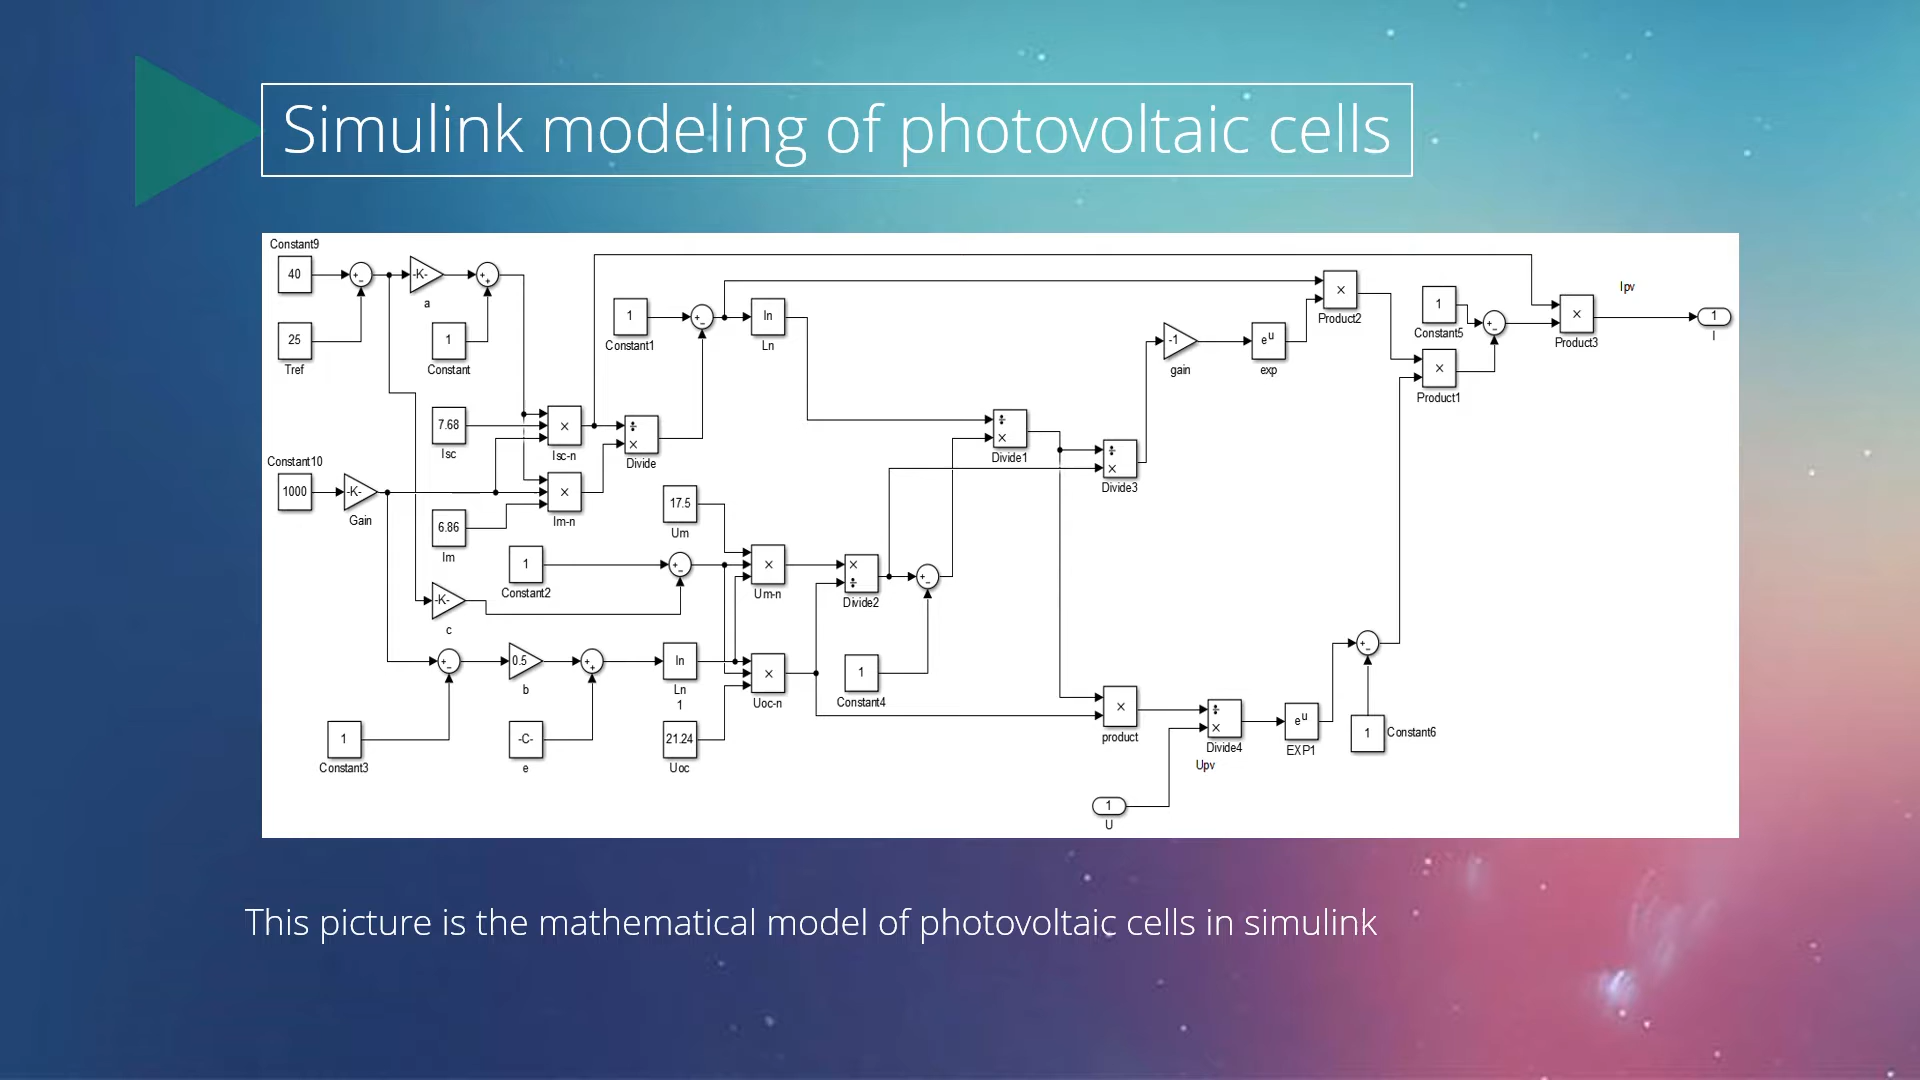 Simulink modeling of photovoltaic cells
Constant9
40
-K-
a
25
Tref
1
Constant
1
Constant1
ln
Ln
-1
gain
e^u
exp
×
Product2
1
Constant5
×
Product1
×
Product3
Ipv
1
I
7.68
Isc
×
Isc-n
÷
×
Divide
Constant10
1000
-K-
Gain
6.86
Im
×
Im-n
÷
×
Divide1
÷
×
Divide3
17.5
Um
1
Constant2
×
Um-n
×
÷
Divide2
-K-
c
0.5
b
ln
Ln
1
×
Uoc-n
1
Constant4
1
Constant3
-C-
e
21.24
Uoc
×
product
÷
×
Divide4
Upv
e^u
EXP1
1
Constant6
1
U
This picture is the mathematical model of photovoltaic cells in simulink